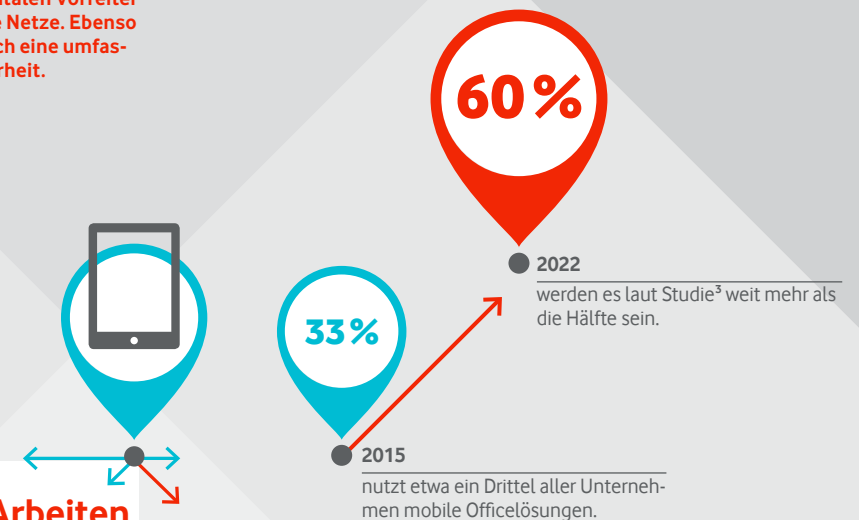 e Netze. Ebenso
ch eine umfas-
rheit.
60 %
2022
werden es laut Studie³ weit mehr als
die Hälfte sein.
33 %
2015
nutzt etwa ein Drittel aller Unterneh-
men mobile Officelösungen.
Arbeiten